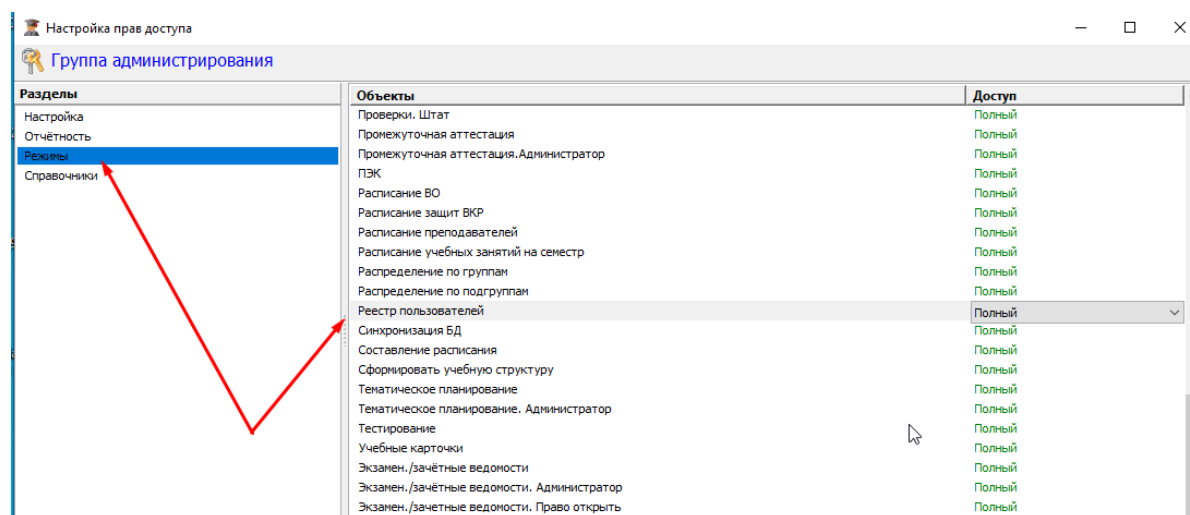 Настройка прав доступа
Группа администрирования
Разделы
Настройка
Отчётность
Режимы
Справочники
Объекты Доступ
Проверки. Штат Полный
Промежуточная аттестация Полный
Промежуточная аттестация.Администратор Полный
ПЭК Полный
Расписание ВО Полный
Расписание защит ВКР Полный
Расписание преподавателей Полный
Расписание учебных занятий на семестр Полный
Распределение по группам Полный
Распределение по подгруппам Полный
Реестр пользователей Полный
Синхронизация БД Полный
Составление расписания Полный
Сформировать учебную структуру Полный
Тематическое планирование Полный
Тематическое планирование. Администратор Полный
Тестирование Полный
Учебные карточки Полный
Экзамен./зачётные ведомости Полный
Экзамен./зачётные ведомости. Администратор Полный
Экзамен./зачетные ведомости. Право открыть Полный